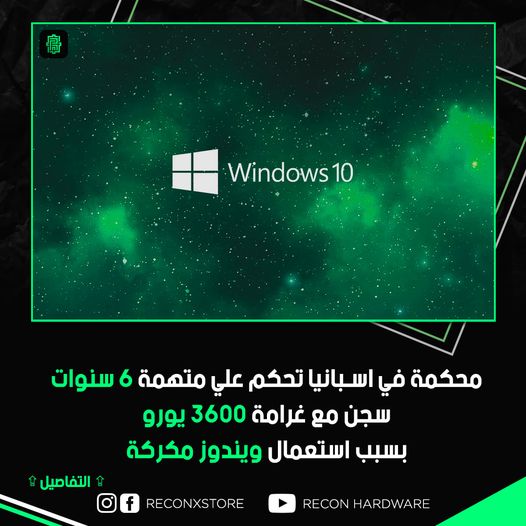 Windows 10
محكمة في اسبانيا تحكم علي متهمة 6 سنوات
سجن مع غرامة 3600 يورو
بسبب استعمال ويندوز مكركة
التفاصيل
RECONXSTORE
RECON HARDWARE